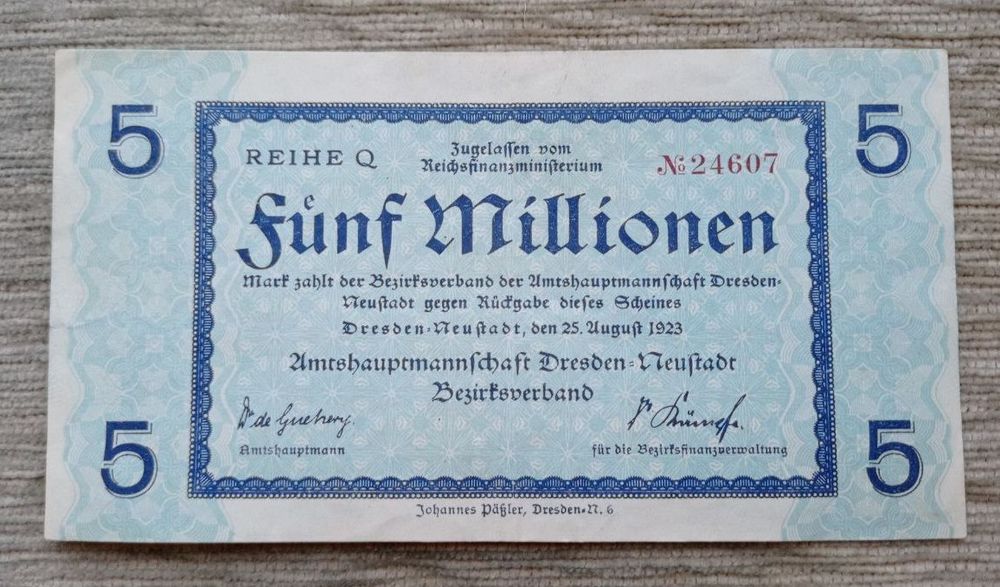 5 5
REIHE Q
Zugelassen vom
Reichsfinanzministerium
№ 24607
Fünf Millionen
Mark zahlt der Bezirksverband der Amtshauptmannschaft Dresden-
Neustadt gegen Rückgabe dieses Scheines
Dresden-Neustadt, den 25. August 1923
Amtshauptmannschaft Dresden-Neustadt
Bezirksverband
Amtshauptmann
für die Bezirksfinanzverwaltung
5 5
Johannes Päßler, Dresden-N. 6